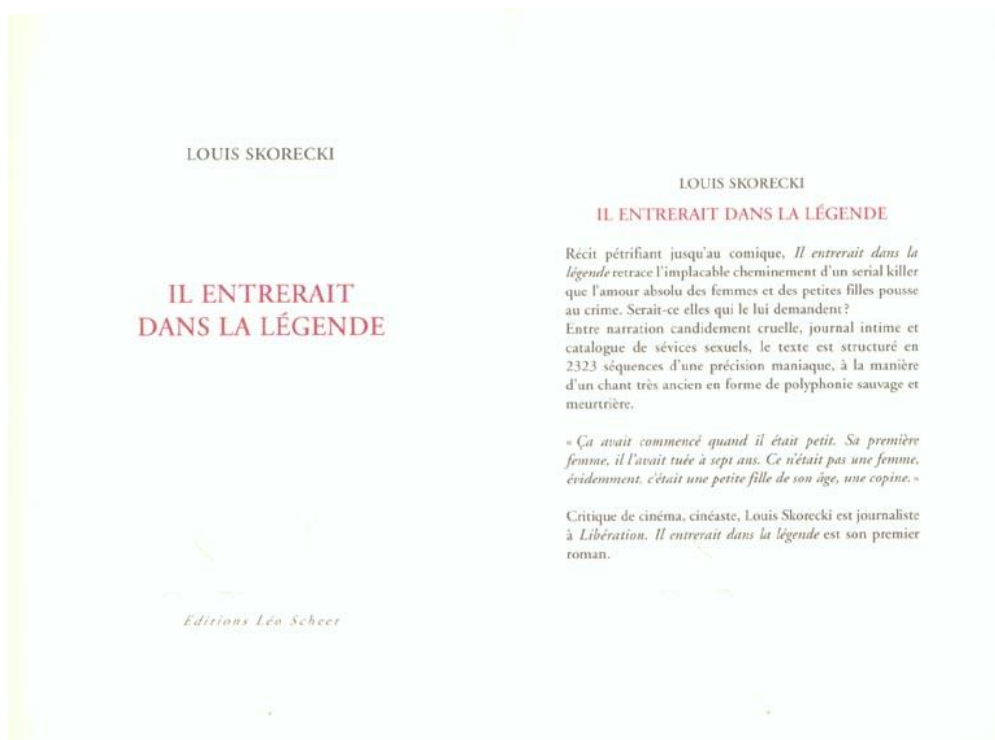 LOUIS SKORECKI
IL ENTRERAIT
DANS LA LÉGENDE
Editions Léo Scheer
LOUIS SKORECKI
IL ENTRERAIT DANS LA LÉGENDE
Récit pétrifiant jusqu'au comique, Il entrerait dans la
légende retrace l'implacable cheminement d'un serial killer
que l'amour absolu des femmes et des petites filles pousse
au crime. Serait-ce elles qui le lui demandent ?
Entre narration candidement cruelle, journal intime et
catalogue de sévices sexuels, le texte est structuré en
2323 séquences d'une précision maniaque, à la manière
d'un chant très ancien en forme de polyphonie sauvage et
meurtrière.
« Ça avait commencé quand il était petit. Sa première
femme, il l'avait tuée à sept ans. Ce n'était pas une femme,
évidemment, c'était une petite fille de son âge, une copine. »
Critique de cinéma, cinéaste, Louis Skorecki est journaliste
à Libération. Il entrerait dans la légende est son premier
roman.